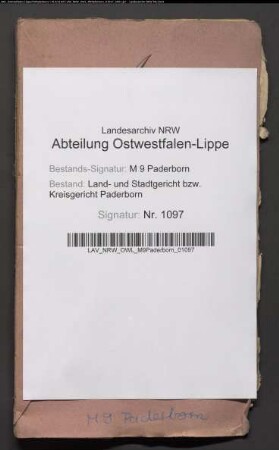 Landesarchiv NRW
Abteilung Ostwestfalen-Lippe
Bestands-Signatur: M 9 Paderborn
Bestand: Land- und Stadtgericht bzw.
Kreisgericht Paderborn
Signatur: Nr. 1097
LAV_NRW_OWL_M9Paderborn_01097
M9 Paderborn